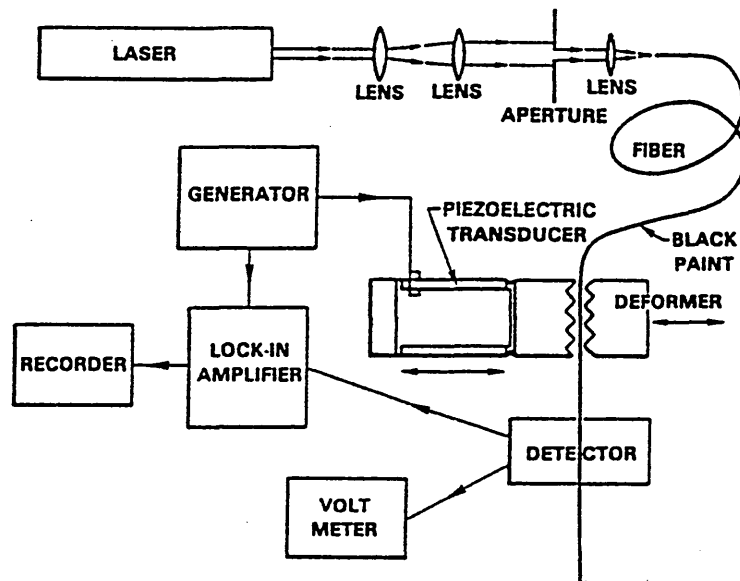 LASER
LENS
LENS
APERTURE
LENS
FIBER
GENERATOR
PIEZOELECTRIC
TRANSDUCER
BLACK
PAINT
DEFORMER
RECORDER
LOCK-IN
AMPLIFIER
DETECTOR
VOLT
METER